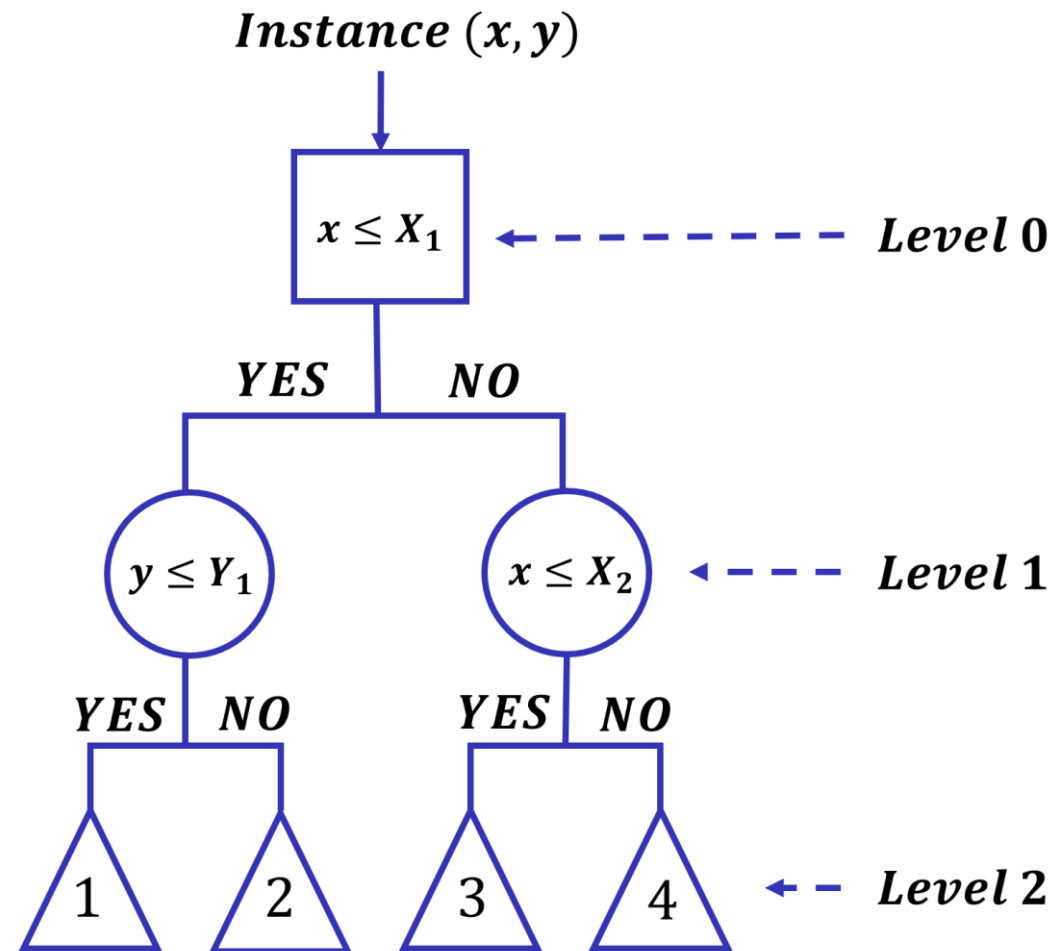 Instance (x, y)
x ≤ X₁
Level 0
YES NO
y ≤ Y₁
x ≤ X₂
Level 1
YES NO
YES NO
1
2
3
4
Level 2